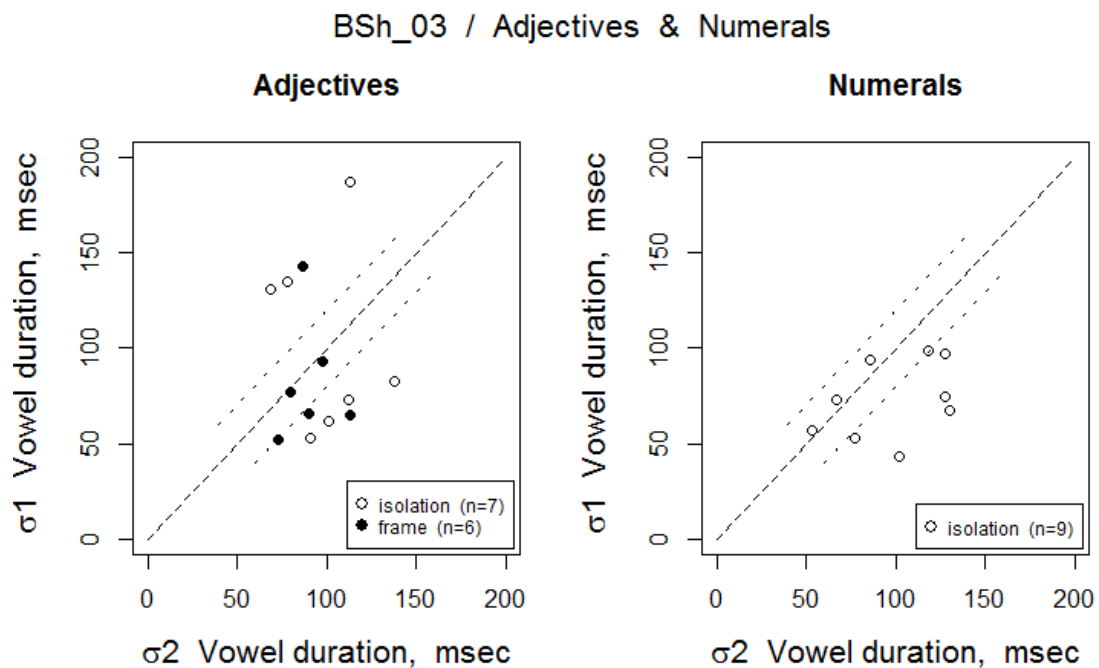 BSh_03 / Adjectives & Numerals
Adjectives
σ1 Vowel duration, msec
200
150
100
50
0
isolation (n=7)
frame (n=6)
0 50 100 150 200
σ2 Vowel duration, msec
Numerals
σ1 Vowel duration, msec
200
150
100
50
0
isolation (n=9)
0 50 100 150 200
σ2 Vowel duration, msec